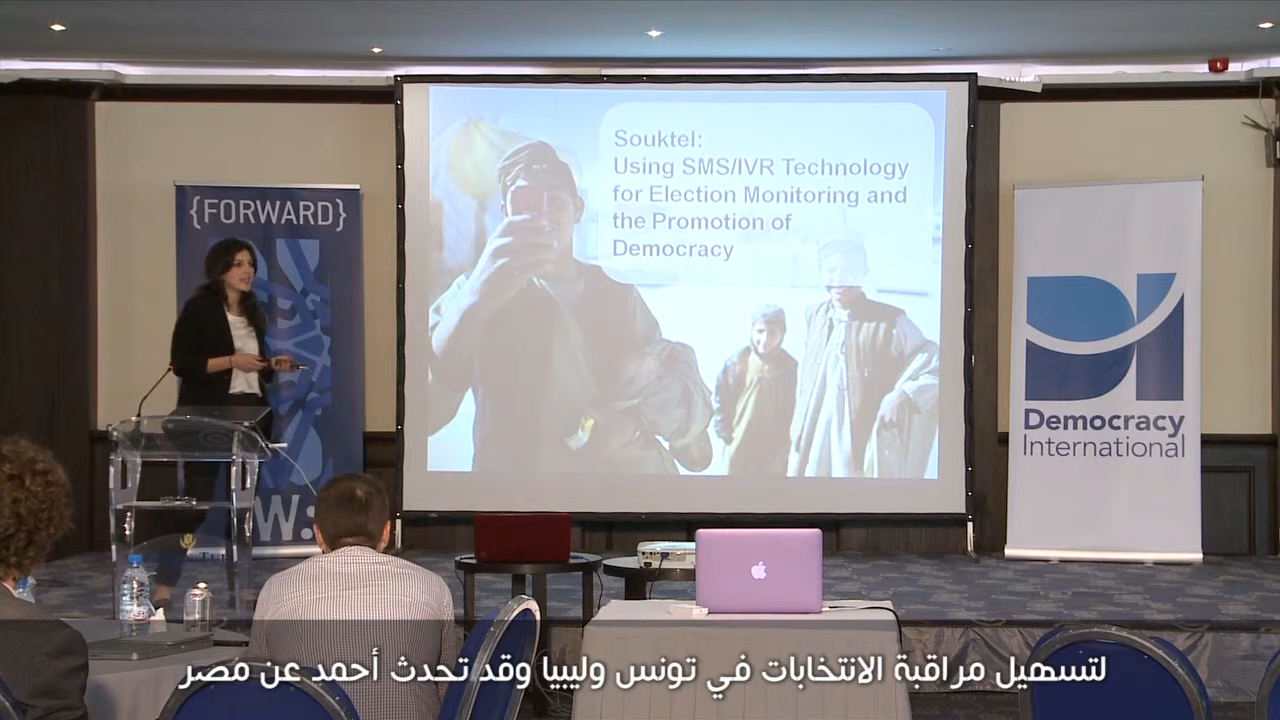 Souktel:
Using SMS/IVR Technology
for Election Monitoring and
the Promotion of
Democracy
{FORWARD}
W:
DI
Democracy
International
لتسهيل مراقبة الانتخابات في تونس وليبيا وقد تحدث أحمد عن مصر